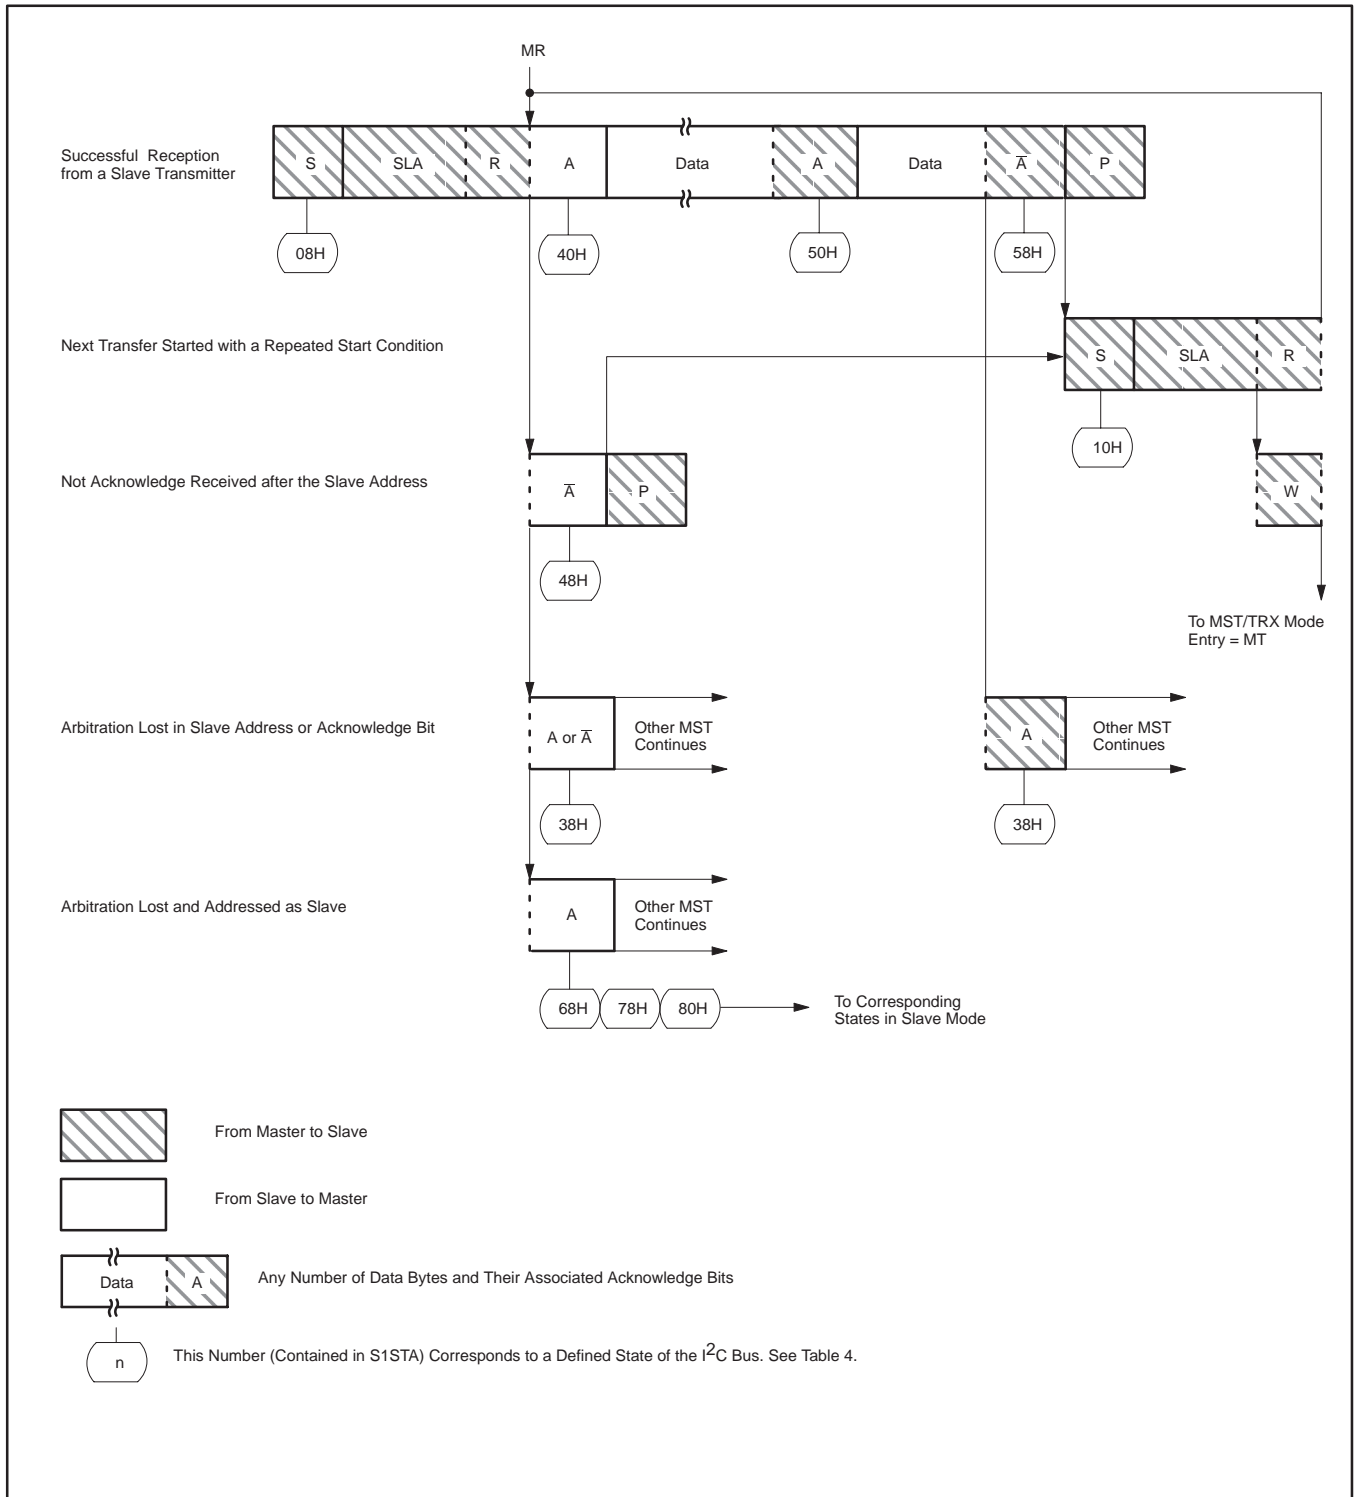 MR
Successful Reception
from a Slave Transmitter
S SLA R A Data A Data A̅ P
08H 40H 50H 58H
Next Transfer Started with a Repeated Start Condition
S SLA R
10H
Not Acknowledge Received after the Slave Address
A̅ P
W
48H
To MST/TRX Mode
Entry = MT
Arbitration Lost in Slave Address or Acknowledge Bit
A or A̅
Other MST
Continues
A
Other MST
Continues
38H 38H
Arbitration Lost and Addressed as Slave
A
Other MST
Continues
68H 78H 80H
To Corresponding
States in Slave Mode
From Master to Slave
From Slave to Master
Data A
Any Number of Data Bytes and Their Associated Acknowledge Bits
n
This Number (Contained in S1STA) Corresponds to a Defined State of the I²C Bus. See Table 4.